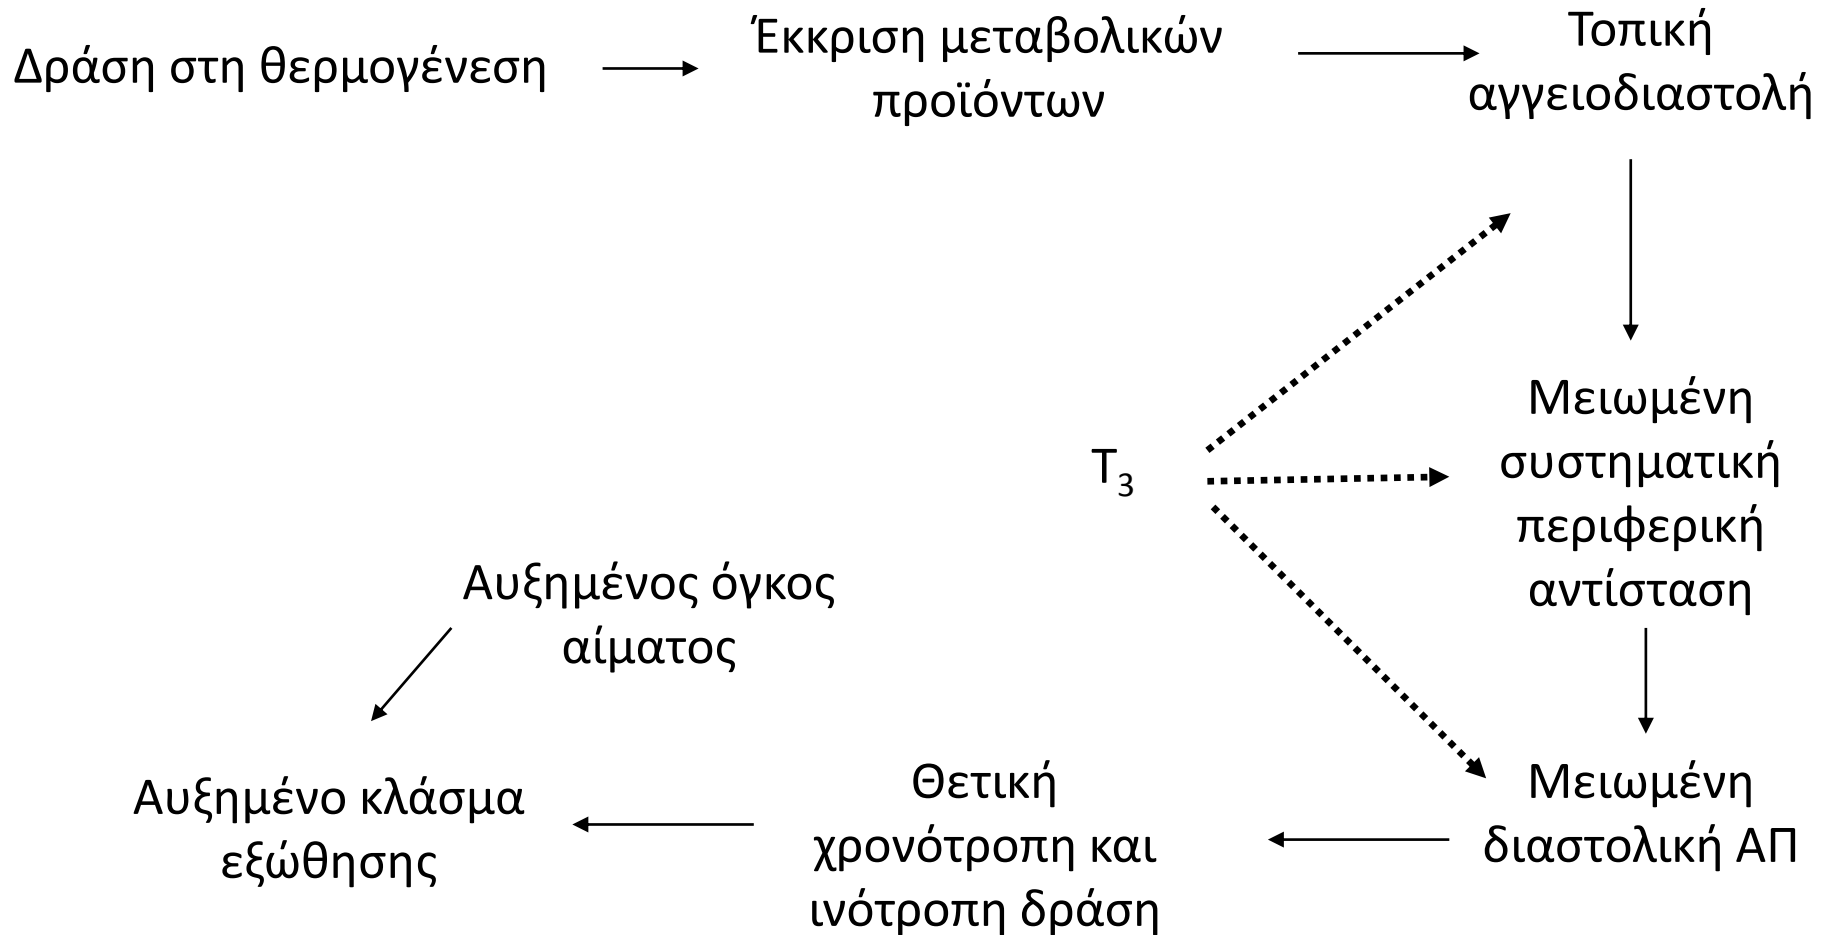 Δράση στη θερμογένεση
Έκκριση μεταβολικών
προϊόντων
Τοπική
αγγειοδιαστολή
Μειωμένη
συστηματική
περιφερική
αντίσταση
T₃
Αυξημένος όγκος
αίματος
Αυξημένο κλάσμα
εξώθησης
Θετική
χρονότροπη και
ινότροπη δράση
Μειωμένη
διαστολική ΑΠ